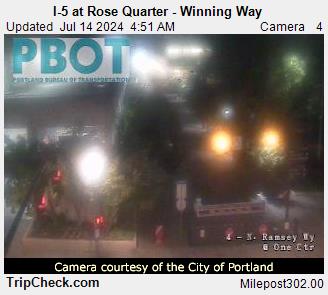 I-5 at Rose Quarter - Winning Way
Updated Jul 14 2024 4:51 AM Camera 4
PBOT
PORTLAND BUREAU OF TRANSPORTATION
4 - N. Ramsey Wy
@ One Ctr
Camera courtesy of the City of Portland
TripCheck.com Milepost302.00